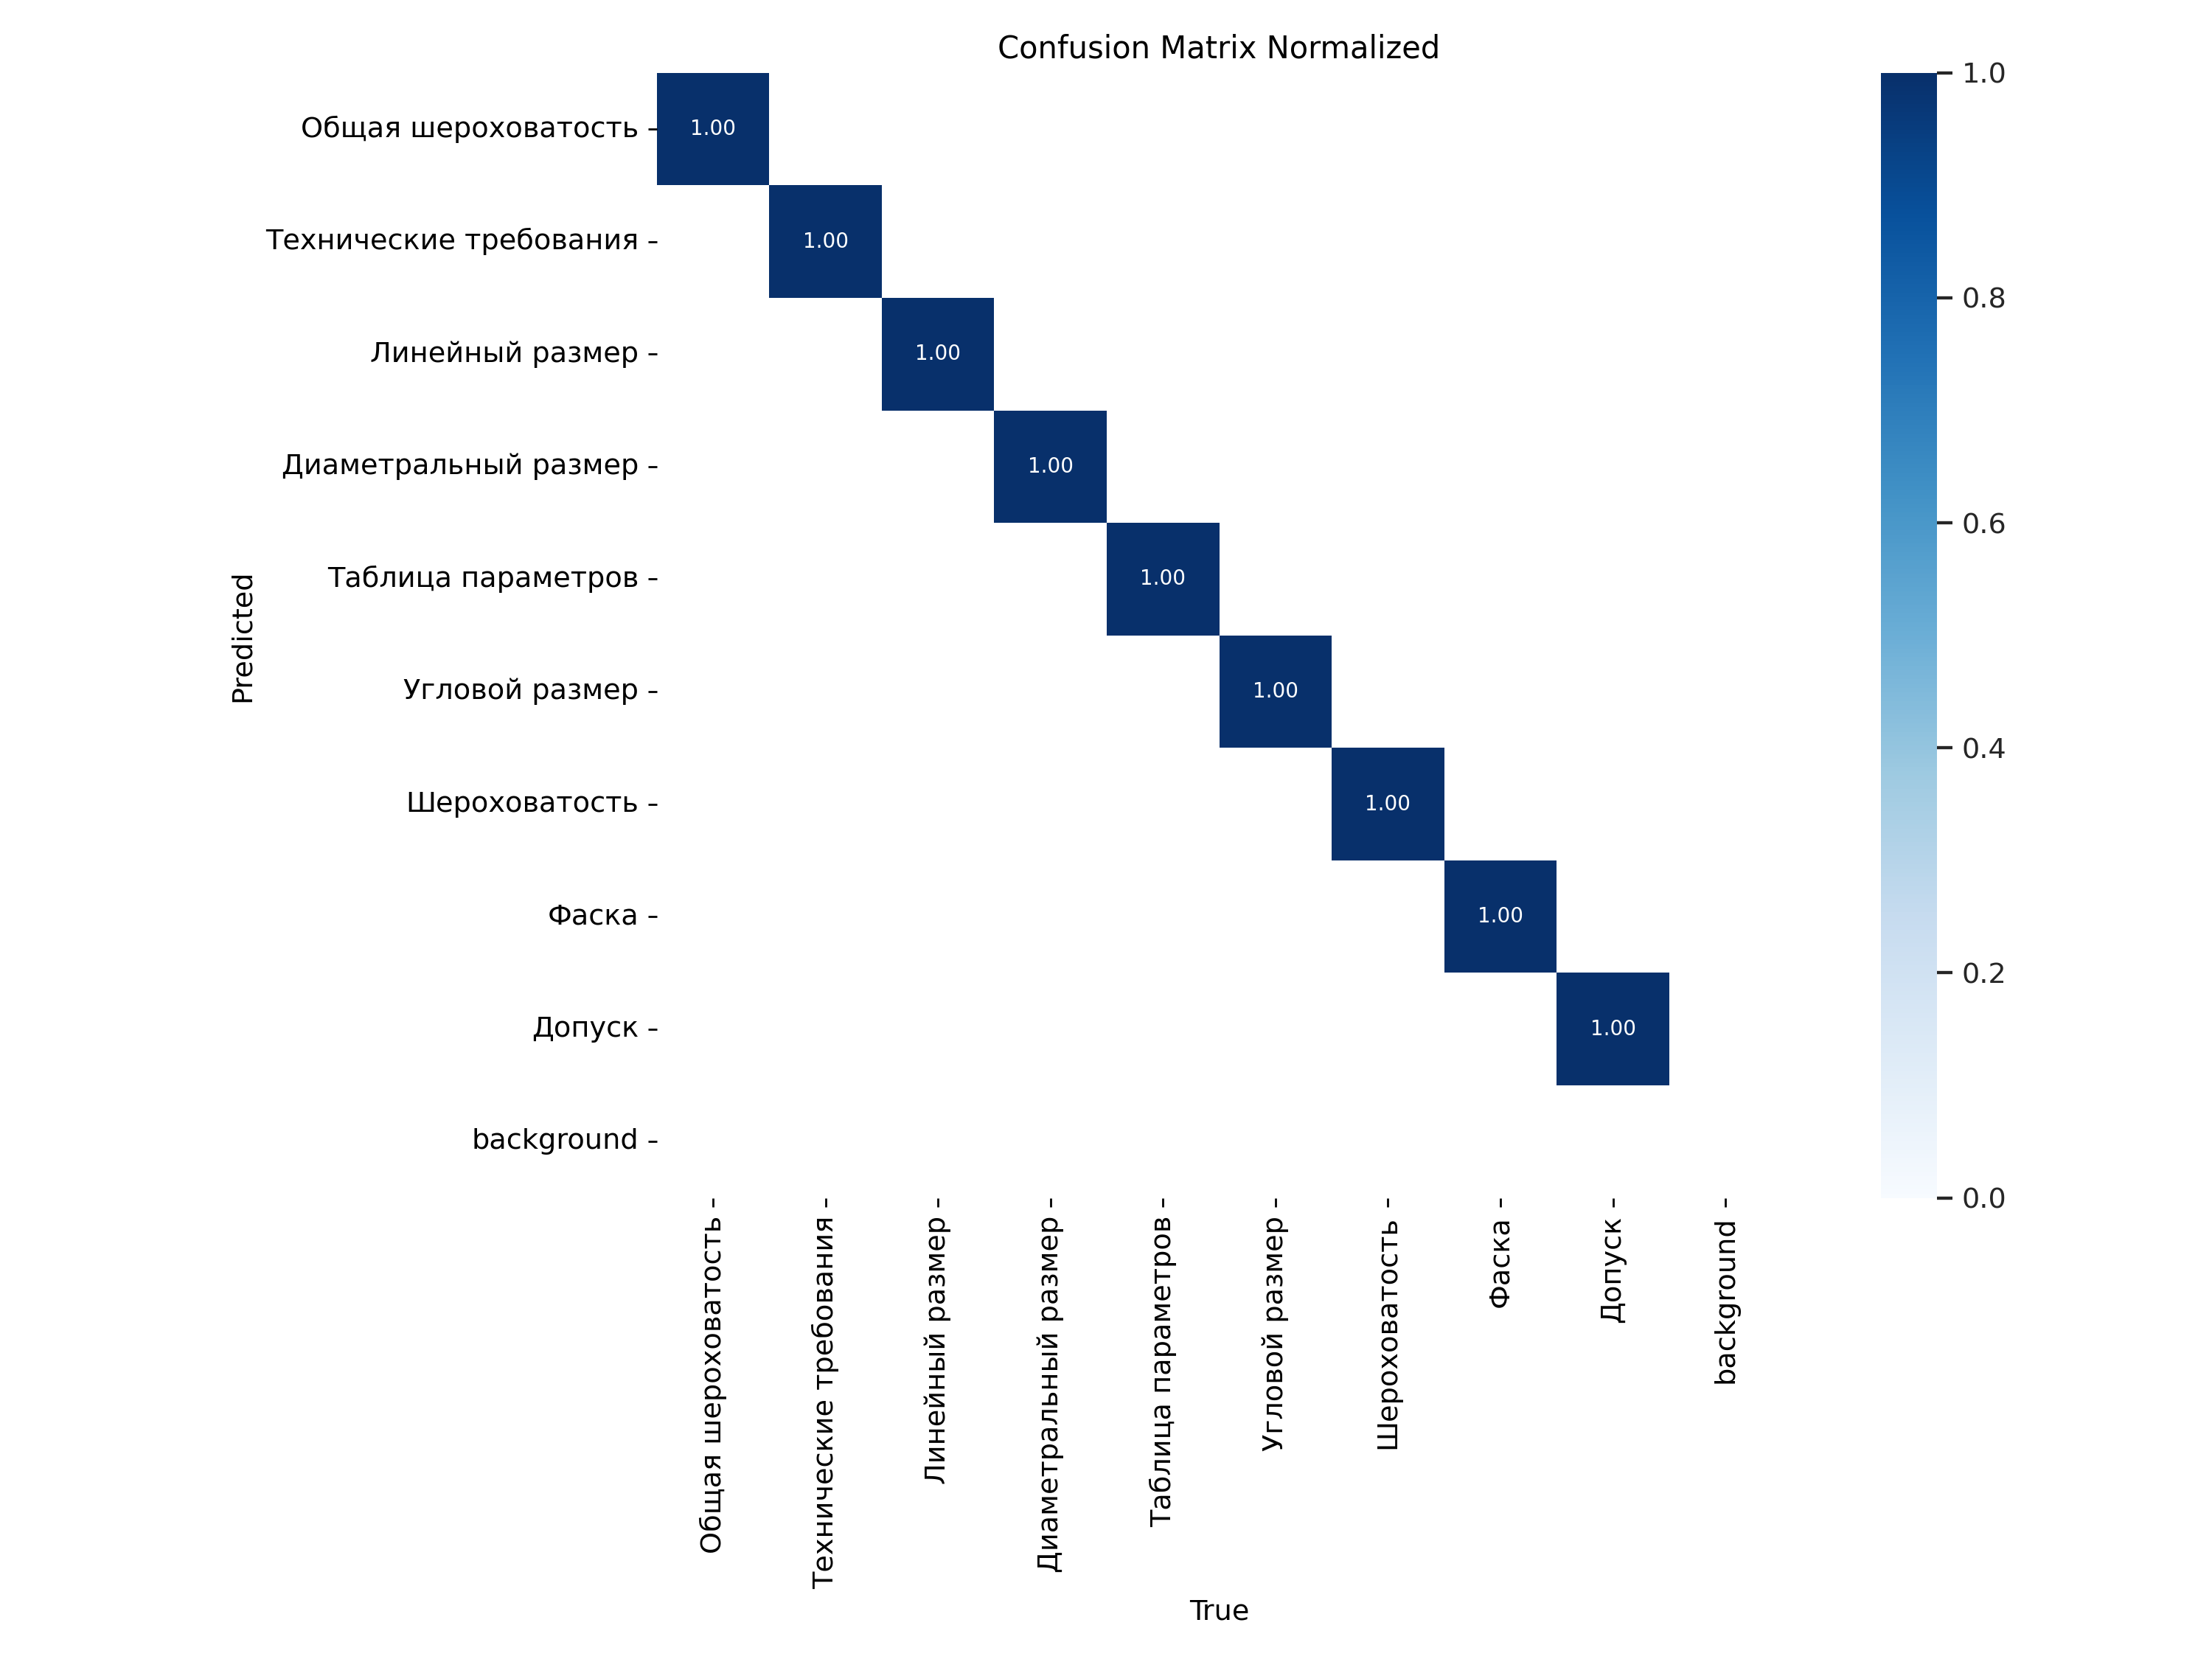 Confusion Matrix Normalized
Общая шероховатость
Технические требования
Линейный размер
Диаметральный размер
Таблица параметров
Угловой размер
Шероховатость
Фаска
Допуск
background
Predicted
1.00
1.00
1.00
1.00
1.00
1.00
1.00
1.00
1.00
1.0
0.8
0.6
0.4
0.2
0.0
Общая шероховатость
Технические требования
Линейный размер
Диаметральный размер
Таблица параметров
Угловой размер
Шероховатость
Фаска
Допуск
background
True